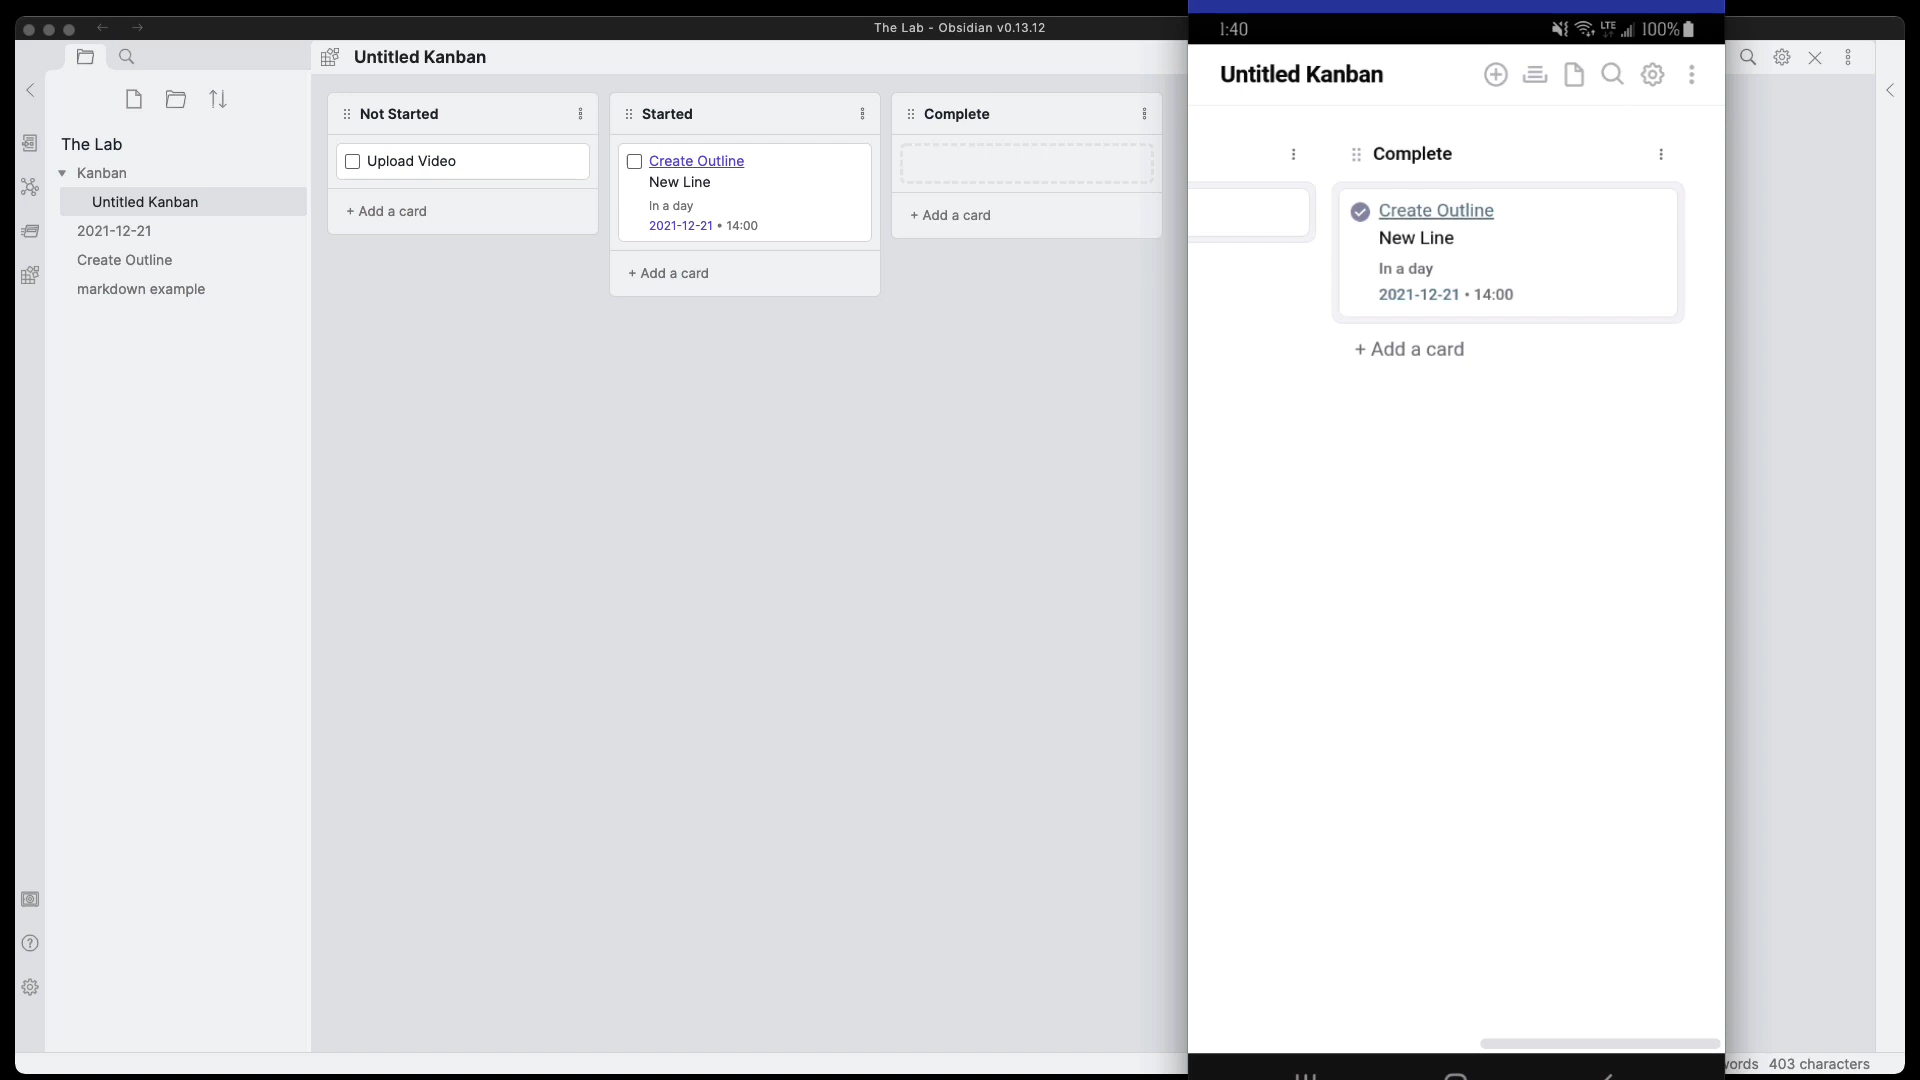 The Lab - Obsidian v0.13.12
Untitled Kanban
The Lab
Kanban
Untitled Kanban
2021-12-21
Create Outline
markdown example
Not Started
Upload Video
+ Add a card
Started
Create Outline
New Line
In a day
2021-12-21 • 14:00
+ Add a card
Complete
+ Add a card
1:40
LTE
100%
Untitled Kanban
Complete
Create Outline
New Line
In a day
2021-12-21 • 14:00
+ Add a card
403 characters